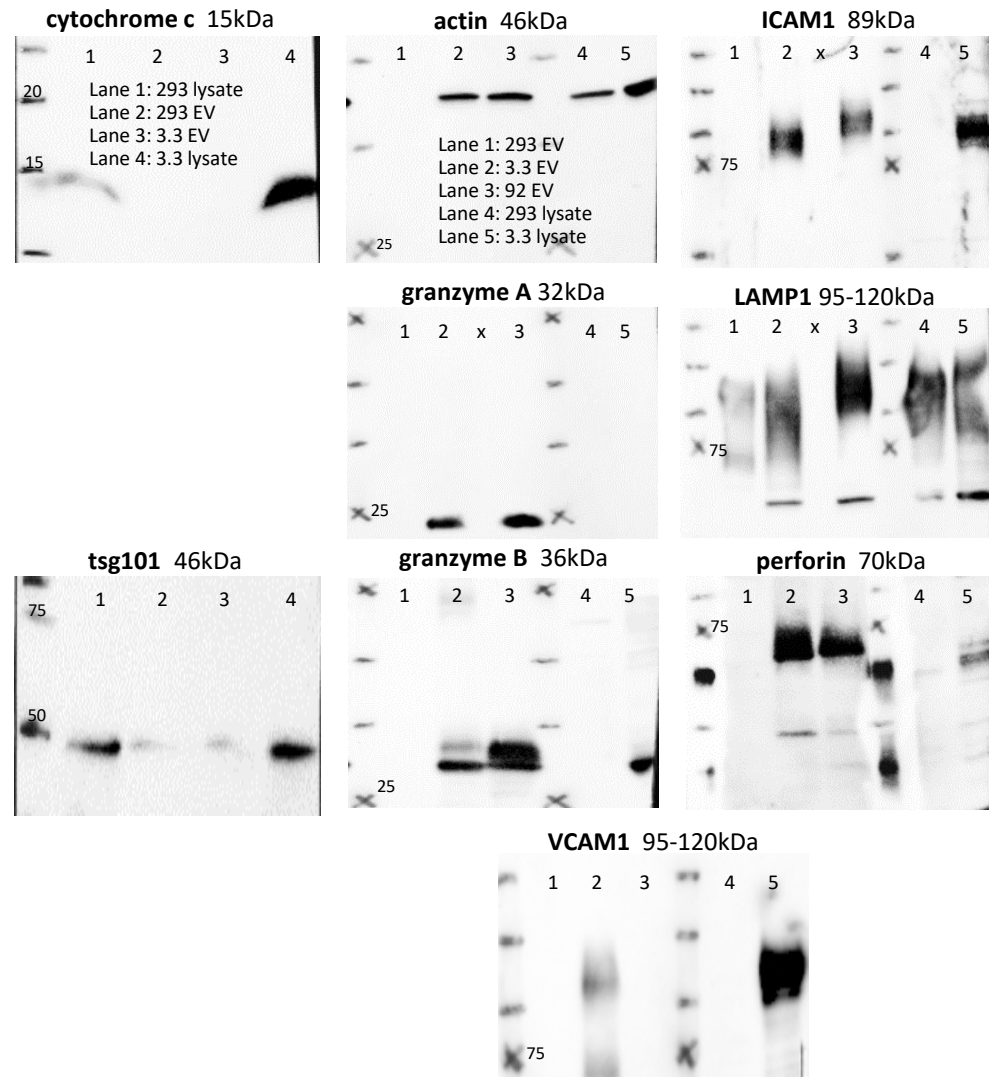 cytochrome c 15kDa
1 2 3 4
20
Lane 1: 293 lysate
Lane 2: 293 EV
Lane 3: 3.3 EV
Lane 4: 3.3 lysate
15
actin 46kDa
1 2 3 4 5
Lane 1: 293 EV
Lane 2: 3.3 EV
Lane 3: 92 EV
Lane 4: 293 lysate
Lane 5: 3.3 lysate
25
ICAM1 89kDa
1 2 x 3 4 5
75
granzyme A 32kDa
1 2 x 3 4 5
25
LAMP1 95-120kDa
1 2 x 3 4 5
75
tsg101 46kDa
75
1 2 3 4
50
granzyme B 36kDa
1 2 3 4 5
25
perforin 70kDa
1 2 3 4 5
75
VCAM1 95-120kDa
1 2 3 4 5
75